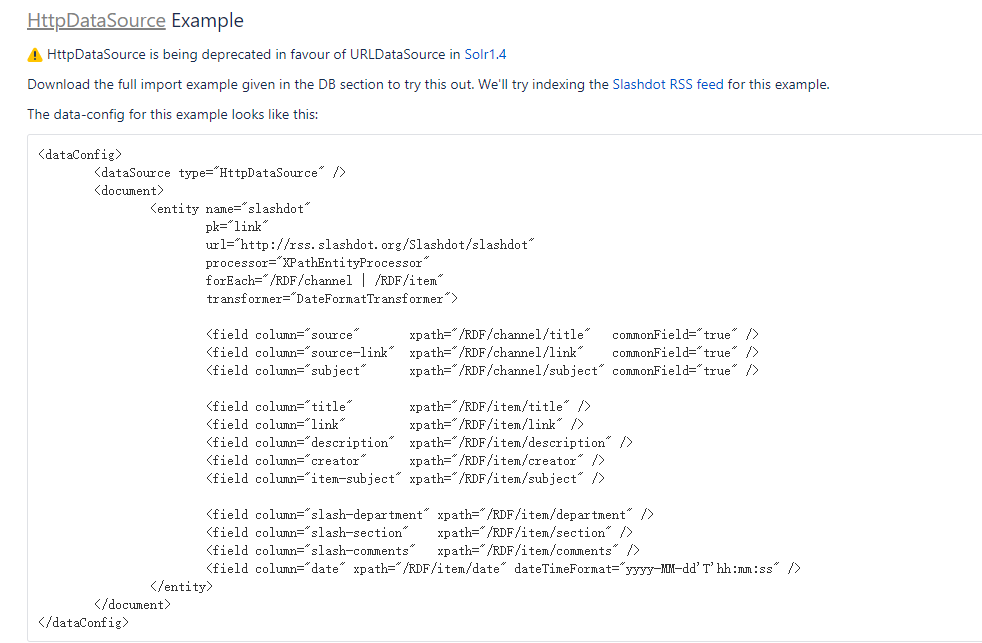 HttpDataSource Example
HttpDataSource is being deprecated in favour of URLDataSource in Solr1.4
Download the full import example given in the DB section to try this out. We'll try indexing the Slashdot RSS feed for this example.
The data-config for this example looks like this:
<dataConfig>
        <dataSource type="HttpDataSource" />
        <document>
                <entity name="slashdot"
                        pk="link"
                        url="http://rss.slashdot.org/Slashdot/slashdot"
                        processor="XPathEntityProcessor"
                        forEach="/RDF/channel | /RDF/item"
                        transformer="DateFormatTransformer">

                        <field column="source"       xpath="/RDF/channel/title"   commonField="true" />
                        <field column="source-link"  xpath="/RDF/channel/link"    commonField="true" />
                        <field column="subject"      xpath="/RDF/channel/subject" commonField="true" />

                        <field column="title"        xpath="/RDF/item/title" />
                        <field column="link"         xpath="/RDF/item/link" />
                        <field column="description"  xpath="/RDF/item/description" />
                        <field column="creator"      xpath="/RDF/item/creator" />
                        <field column="item-subject" xpath="/RDF/item/subject" />

                        <field column="slash-department" xpath="/RDF/item/department" />
                        <field column="slash-section"    xpath="/RDF/item/section" />
                        <field column="slash-comments"   xpath="/RDF/item/comments" />
                        <field column="date" xpath="/RDF/item/date" dateTimeFormat="yyyy-MM-dd'T'hh:mm:ss" />
                </entity>
        </document>
</dataConfig>